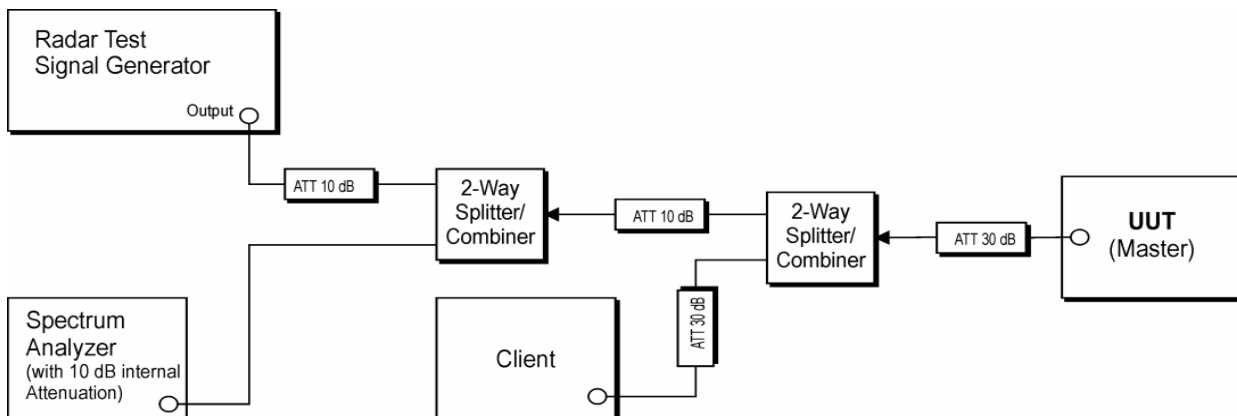 Radar Test
Signal Generator
Output
ATT 10 dB
2-Way
Splitter/
Combiner
ATT 10 dB
2-Way
Splitter/
Combiner
ATT 30 dB
UUT
(Master)
ATT 30 dB
Spectrum
Analyzer
(with 10 dB internal
Attenuation)
Client